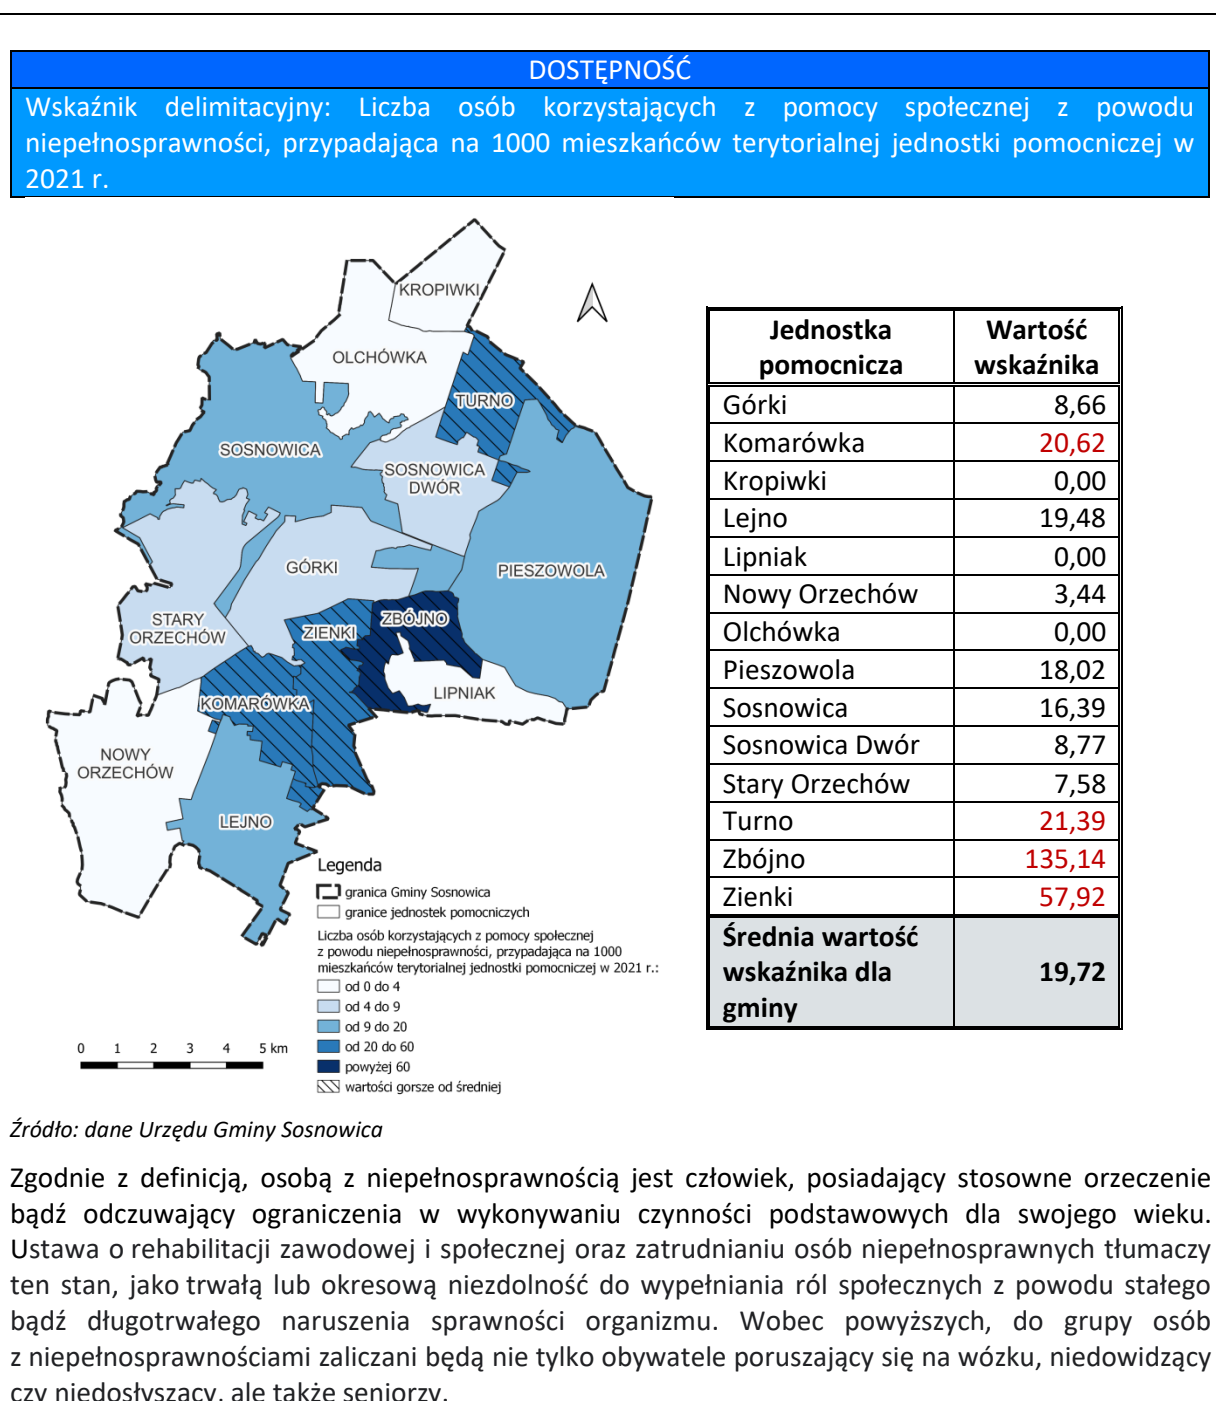 DOSTĘPNOŚĆ
Wskaźnik delimitacyjny: Liczba osób korzystających z pomocy społecznej z powodu
niepełnosprawności, przypadająca na 1000 mieszkańców terytorialnej jednostki pomocniczej w
2021 r.
KROPIWKI
OLCHÓWKA
TURNO
SOSNOWICA
SOSNOWICA
DWÓR
GÓRKI
PIESZOWOLA
STARY
ORZECHÓW
ZIENKI
ZBÓJNO
LIPNIAK
KOMARÓWKA
NOWY
ORZECHÓW
LEJNO
Legenda
granica Gminy Sosnowica
granice jednostek pomocniczych
Liczba osób korzystających z pomocy społecznej
z powodu niepełnosprawności, przypadająca na 1000
mieszkańców terytorialnej jednostki pomocniczej w 2021 r.:
od 0 do 4
od 4 do 9
od 9 do 20
od 20 do 60
powyżej 60
wartości gorsze od średniej
0 1 2 3 4 5 km
Jednostka pomocnicza Wartość wskaźnika
Górki 8,66
Komarówka 20,62
Kropiwki 0,00
Lejno 19,48
Lipniak 0,00
Nowy Orzechów 3,44
Olchówka 0,00
Pieszowola 18,02
Sosnowica 16,39
Sosnowica Dwór 8,77
Stary Orzechów 7,58
Turno 21,39
Zbójno 135,14
Zienki 57,92
Średnia wartość
wskaźnika dla 19,72
gminy
Źródło: dane Urzędu Gminy Sosnowica
Zgodnie z definicją, osobą z niepełnosprawnością jest człowiek, posiadający stosowne orzeczenie
bądź odczuwający ograniczenia w wykonywaniu czynności podstawowych dla swojego wieku.
Ustawa o rehabilitacji zawodowej i społecznej oraz zatrudnianiu osób niepełnosprawnych tłumaczy
ten stan, jako trwałą lub okresową niezdolność do wypełniania ról społecznych z powodu stałego
bądź długotrwałego naruszenia sprawności organizmu. Wobec powyższych, do grupy osób
z niepełnosprawnościami zaliczani będą nie tylko obywatele poruszający się na wózku, niedowidzący
czy niedosłyszący, ale także seniorzy.